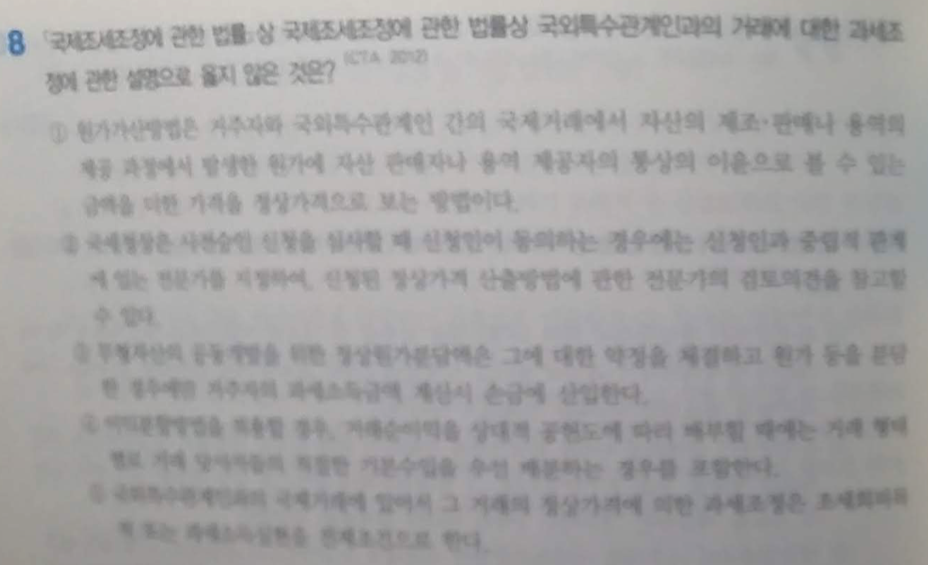 8 「국제조세조정에 관한 법률」상 국제조세조정에 관한 법률상 국외특수관계인과의 거래에 대한 과세조
정에 관한 설명으로 옳지 않은 것은? (CTA 2012)
① 원가가산방법은 거주자와 국외특수관계인 간의 국제거래에서 자산의 제조·판매나 용역의
제공 과정에서 발생한 원가에 자산 판매자나 용역 제공자의 통상의 이윤으로 볼 수 있는
금액을 더한 가격을 정상가격으로 보는 방법이다.
② 국세청장은 사전승인 신청을 심사할 때 신청인이 동의하는 경우에는 신청인과 중립적 관계
에 있는 전문가를 지정하여, 신청된 정상가격 산출방법에 관한 전문가의 검토의견을 참고할
수 있다.
③ 무형자산의 공동개발을 위한 정상원가분담액은 그에 대한 약정을 체결하고 원가 등을 분담
한 경우에만 거주자의 과세소득금액 계산시 손금에 산입한다.
④ 이익분할방법을 적용할 경우, 거래순이익을 상대적 공헌도에 따라 배부할 때에는 거래 형태
별로 거래 당사자들의 적절한 기본수입을 우선 배분하는 경우를 포함한다.
⑤ 국외특수관계인과의 국제거래에 있어서 그 거래의 정상가격에 의한 과세조정은 조세회피목
적 또는 과세소득실현을 전제조건으로 한다.